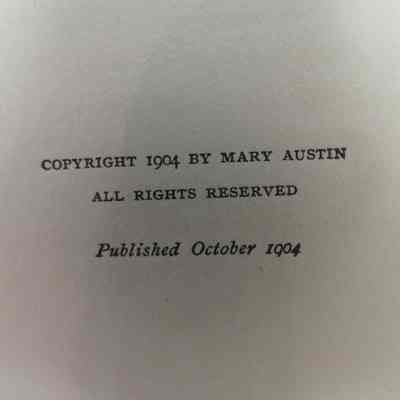 COPYRIGHT 1904 BY MARY AUSTIN
ALL RIGHTS RESERVED
Published October 1904